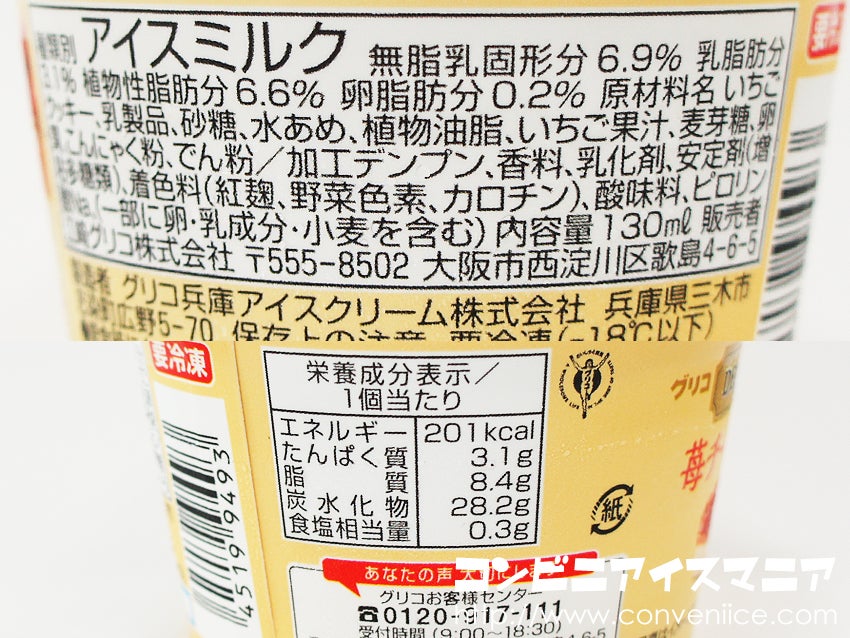 要冷
種類別 アイスミルク 無脂乳固形分 6.9% 乳脂肪分
.1% 植物性脂肪分 6.6% 卵脂肪分 0.2% 原材料名 いちご
クッキー、乳製品、砂糖、水あめ、植物油脂、いちご果汁、麦芽糖、卵
こんにゃく粉、でん粉/加工デンプン、香料、乳化剤、安定剤(増
粘多糖類)、着色料(紅麹、野菜色素、カロチン)、酸味料、ピロリン
酸Na、(一部に卵・乳成分・小麦を含む) 内容量 130㎖ 販売者
江崎グリコ株式会社 〒555-8502 大阪市西淀川区歌島4-6-5
製造者 グリコ兵庫アイスクリーム株式会社 兵庫県三木市
広野5-70 保存上の注意 要冷凍(-18℃以下)
要冷凍
4519 9493
栄養成分表示/
1個当たり
エネルギー 201kcal
たんぱく質 3.1g
脂質 8.4g
炭水化物 28.2g
食塩相当量 0.3g
グリコ
苺
紙
あなたの声
グリコお客様センター
受付時間(9:00~18:30)
コンビニアイスマニア
http://www.conveniice.com/